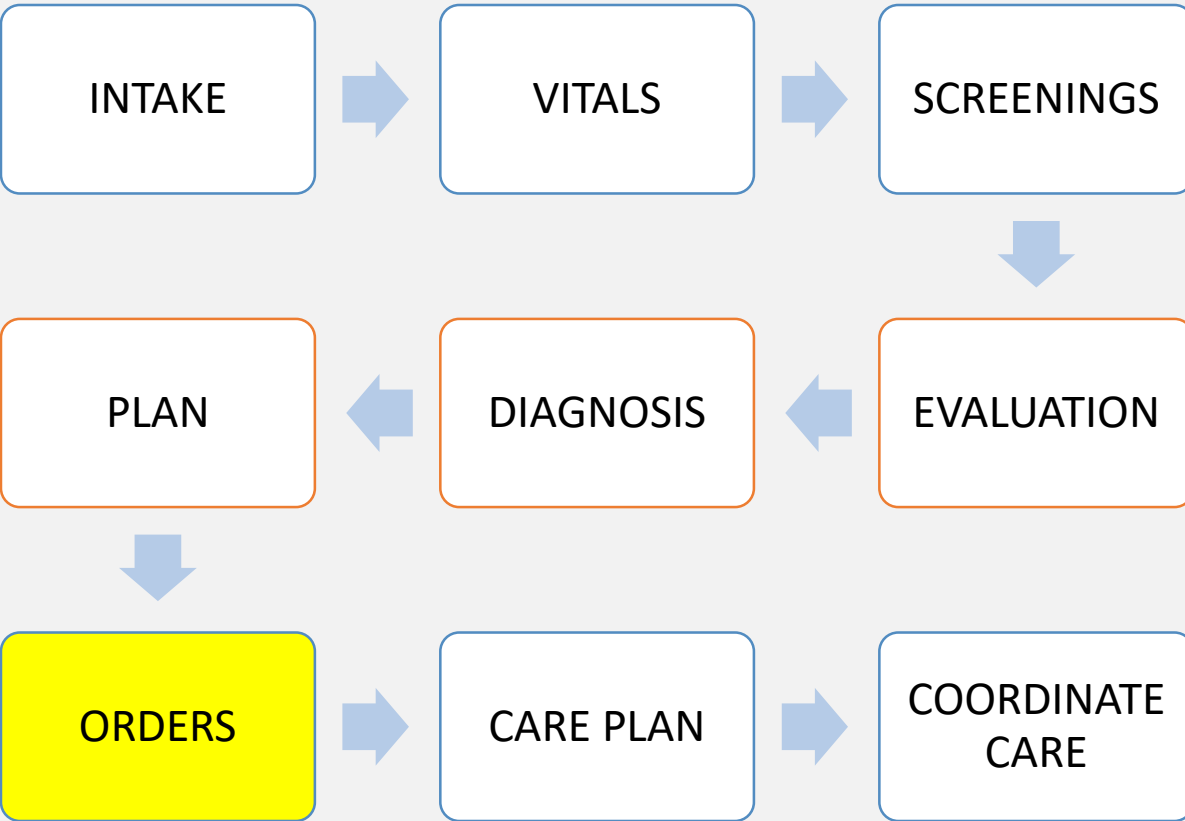 INTAKE
VITALS
SCREENINGS
EVALUATION
DIAGNOSIS
PLAN
ORDERS
CARE PLAN
COORDINATE
CARE